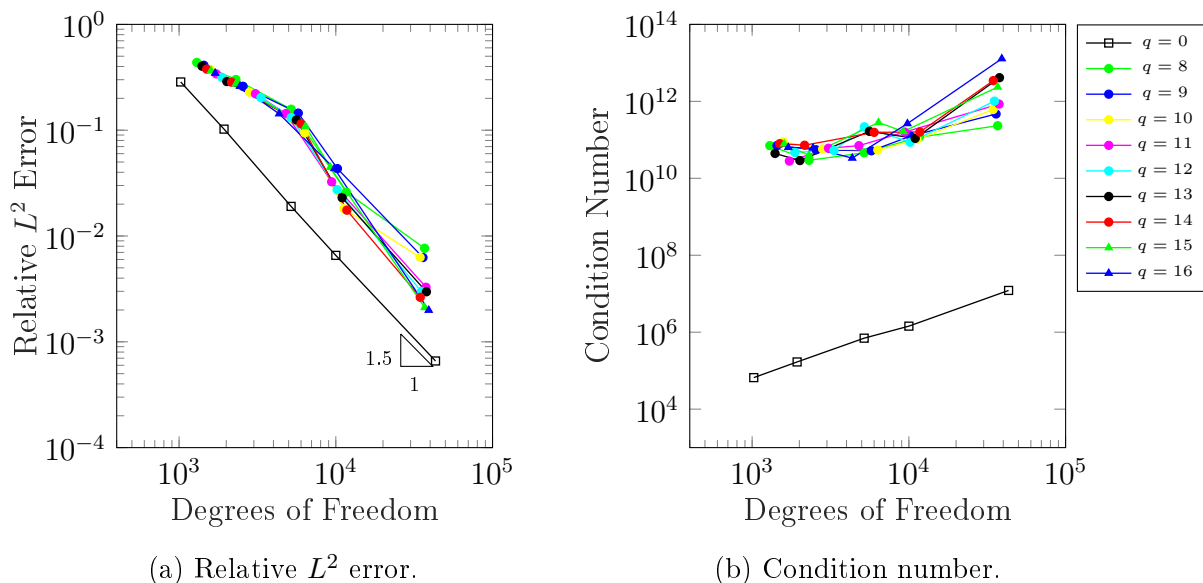 10^0
10^−1
10^−2
10^−3
10^−4
Relative L^2 Error
1.5
1
10^3
10^4
10^5
Degrees of Freedom
(a) Relative L^2 error.
10^14
10^12
10^10
10^8
10^6
10^4
Condition Number
10^3
10^4
10^5
Degrees of Freedom
(b) Condition number.
q = 0
q = 8
q = 9
q = 10
q = 11
q = 12
q = 13
q = 14
q = 15
q = 16